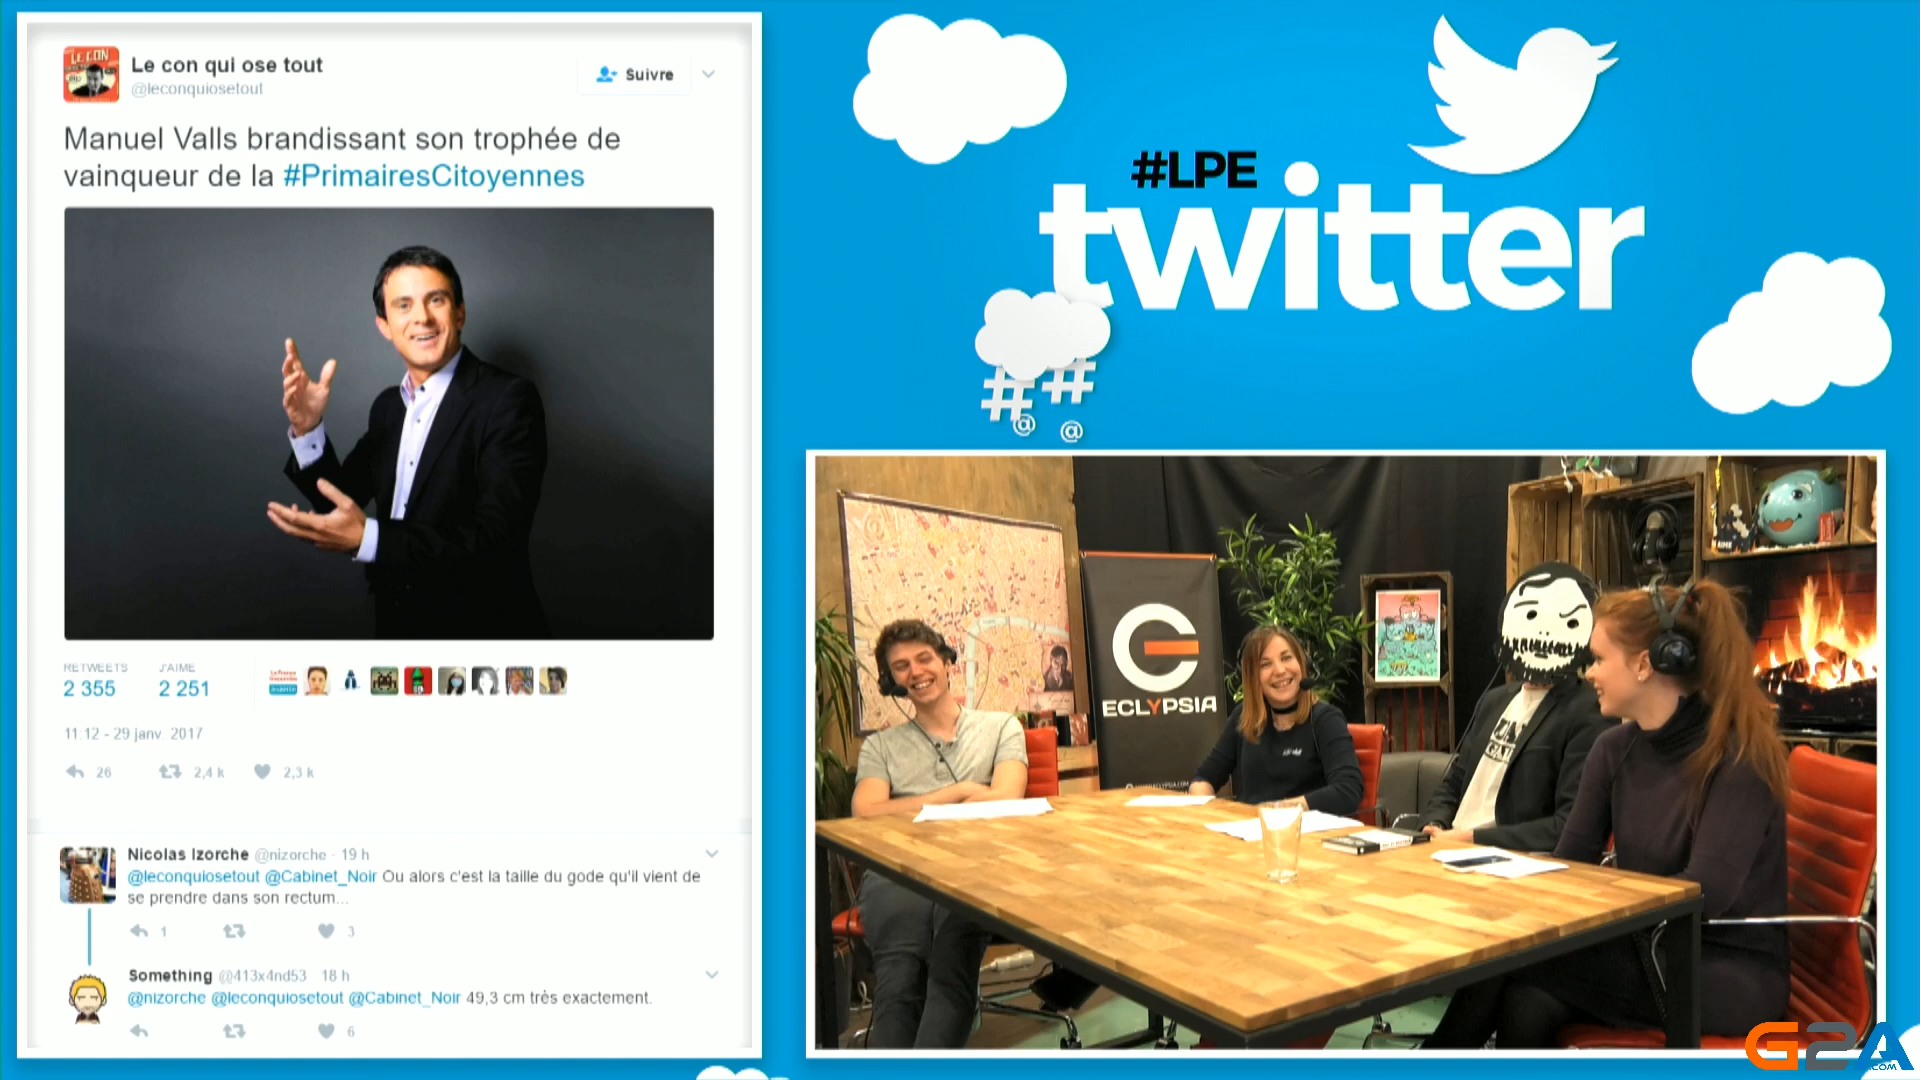 Le con qui ose tout
@leconquiosetout
Suivre
Manuel Valls brandissant son trophée de
vainqueur de la #PrimairesCitoyennes
RETWEETS
J'AIME
2 355
2 251
11:12 - 29 janv. 2017
26
2,4 k
2,3 k
Nicolas Izorche @nizorche · 19 h
@leconquiosetout @Cabinet_Noir Ou alors c'est la taille du gode qu'il vient de
se prendre dans son rectum...
1
3
Something @413x4nd53 18 h
@nizorche @leconquiosetout @Cabinet_Noir 49,3 cm très exactement.
6
#LPE
twitter
# #
@ @
ECLYPSIA
G2A
.COM